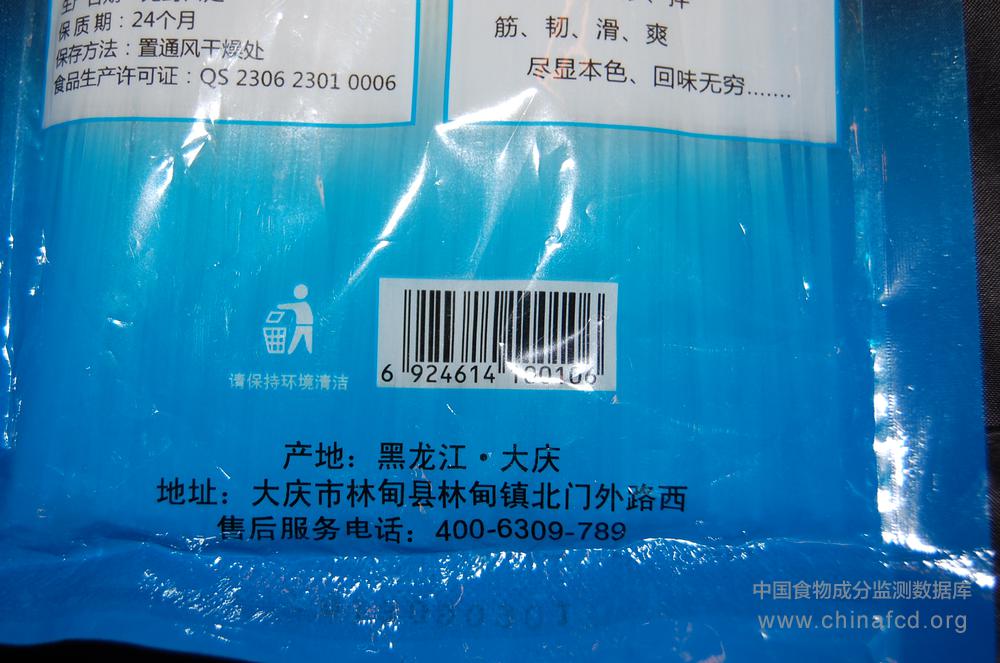 保 质 期：24个月
筋、韧、滑、爽
保存方法：置通风干燥处
尽显本色、回味无穷.......
食品生产许可证：QS 2306 2301 0006
请保持环境清洁
6 924614 180106
产地：黑龙江·大庆
地址：大庆市林甸县林甸镇北门外路西
售后服务电话：400-6309-789
中国食物成分监测数据库
www.chinafcd.org